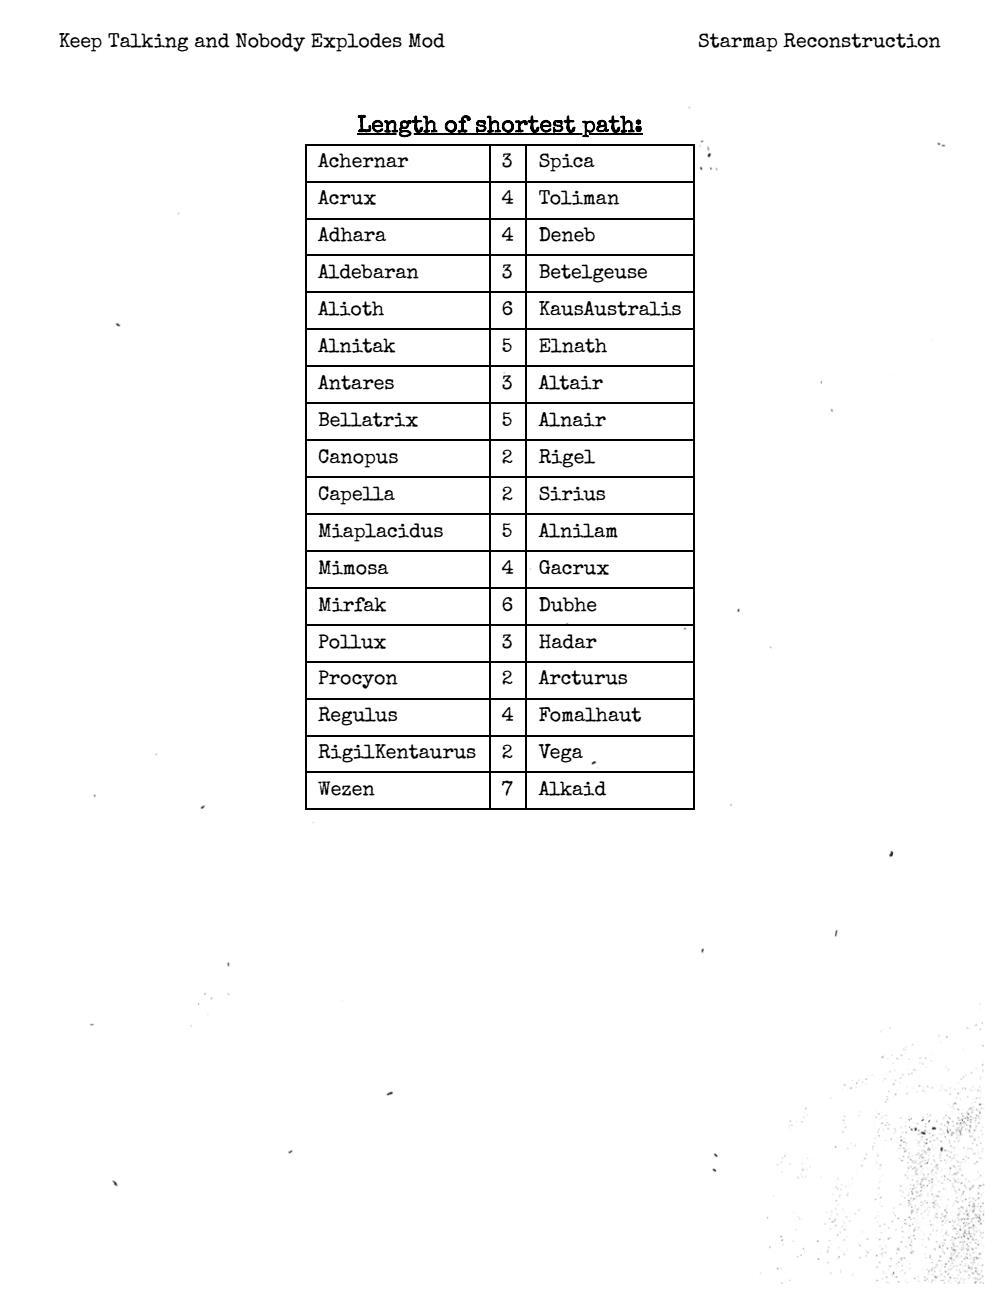 Keep Talking and Nobody Explodes Mod Starmap Reconstruction
Length of shortest path:
Achernar 3 Spica
Acrux 4 Toliman
Adhara 4 Deneb
Aldebaran 3 Betelgeuse
Alioth 6 KausAustralis
Alnitak 5 Elnath
Antares 3 Altair
Bellatrix 5 Alnair
Canopus 2 Rigel
Capella 2 Sirius
Miaplacidus 5 Alnilam
Mimosa 4 Gacrux
Mirfak 6 Dubhe
Pollux 3 Hadar
Procyon 2 Arcturus
Regulus 4 Fomalhaut
RigilKentaurus 2 Vega
Wezen 7 Alkaid